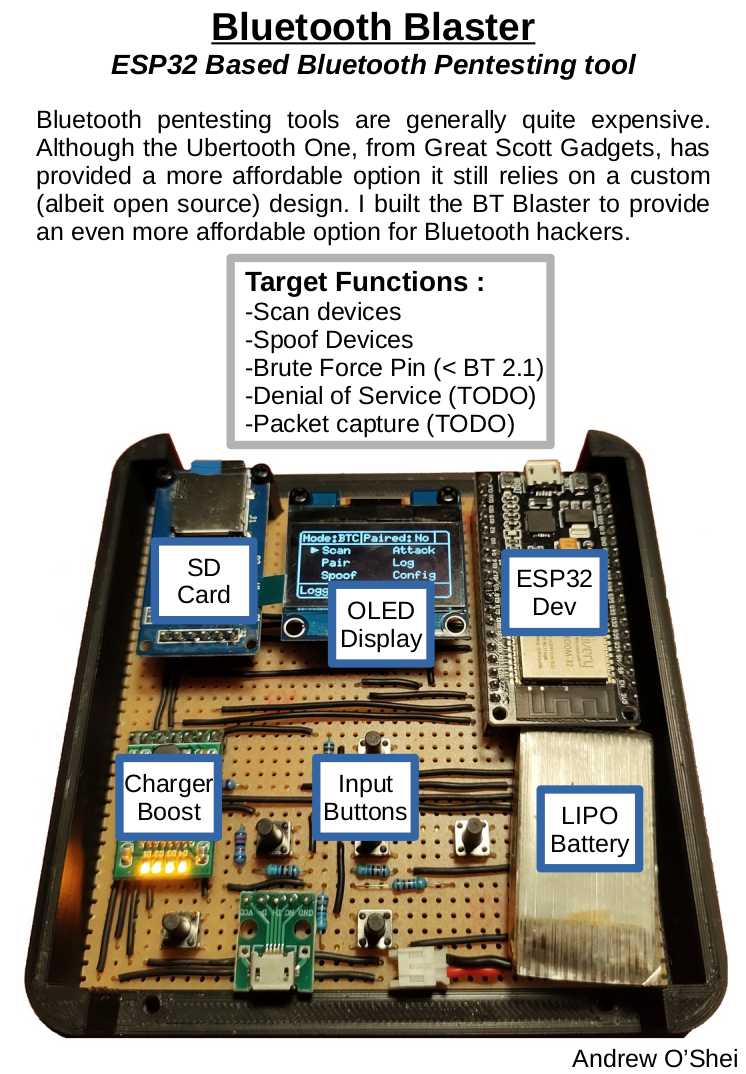 Bluetooth Blaster
ESP32 Based Bluetooth Pentesting tool
Bluetooth pentesting tools are generally quite expensive.
Although the Ubertooth One, from Great Scott Gadgets, has
provided a more affordable option it still relies on a custom
(albeit open source) design. I built the BT Blaster to provide
an even more affordable option for Bluetooth hackers.
Target Functions :
-Scan devices
-Spoof Devices
-Brute Force Pin (< BT 2.1)
-Denial of Service (TODO)
-Packet capture (TODO)
Mode:BTC|Paired:No
Scan Attack
Pair Log
Spoof Config
SD
Card
OLED
Display
ESP32
Dev
Charger
Boost
Input
Buttons
LIPO
Battery
GND NC D+ D- VCC
Andrew O'Shei